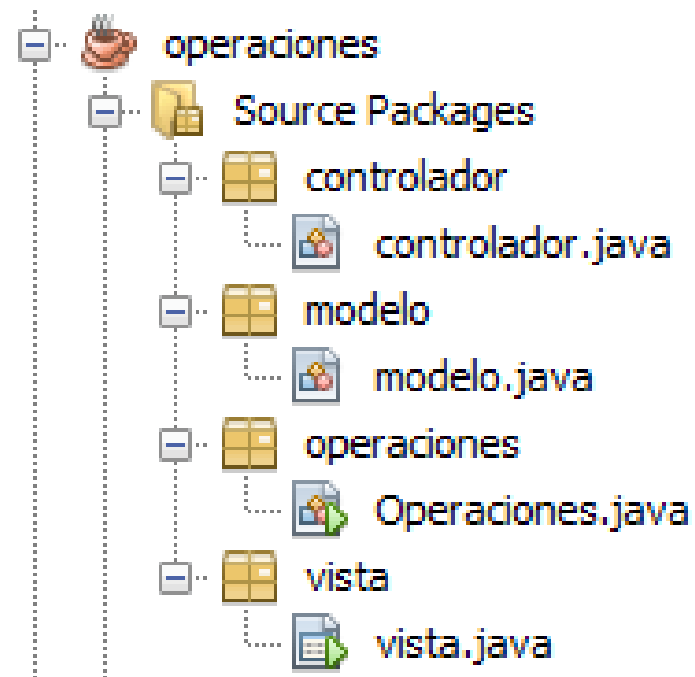 operaciones
Source Packages
controlador
controlador.java
modelo
modelo.java
operaciones
Operaciones.java
vista
vista.java